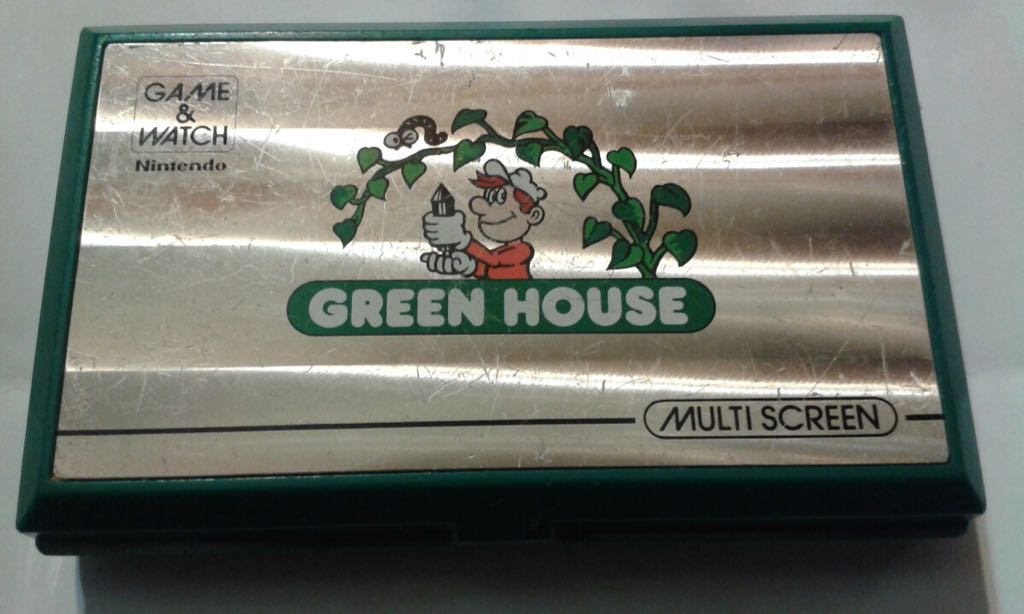 GAME
&
WATCH
Nintendo
GREEN HOUSE
MULTI SCREEN